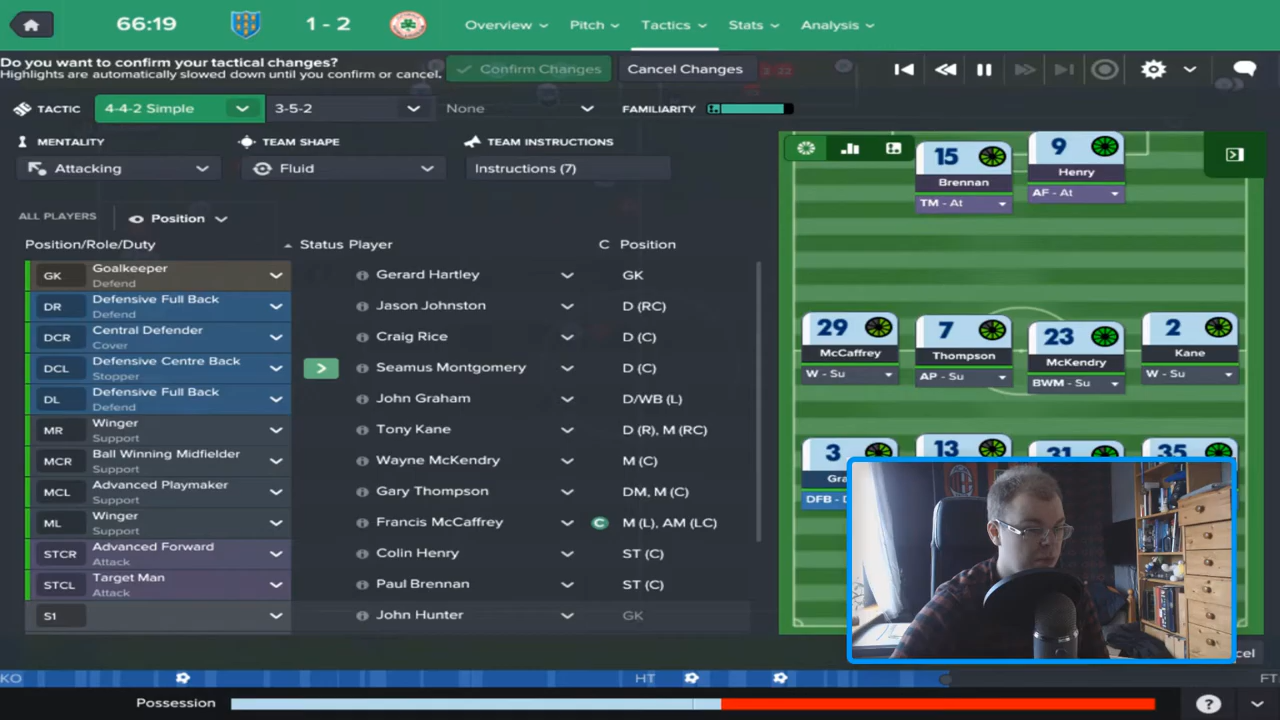 66:19
1 - 2
Overview
Pitch
Tactics
Stats
Analysis
Do you want to confirm your tactical changes?
Highlights are automatically slowed down until you confirm or cancel.
Confirm Changes
Cancel Changes
TACTIC
4-4-2 Simple
3-5-2
None
FAMILIARITY
MENTALITY
TEAM SHAPE
TEAM INSTRUCTIONS
Attacking
Fluid
Instructions (7)
ALL PLAYERS
Position
Position/Role/Duty
Status Player
C Position
GK Goalkeeper Defend Gerard Hartley GK
DR Defensive Full Back Defend Jason Johnston D (RC)
DCR Central Defender Cover Craig Rice D (C)
DCL Defensive Centre Back Stopper Seamus Montgomery D (C)
DL Defensive Full Back Defend John Graham D/WB (L)
MR Winger Support Tony Kane D (R), M (RC)
MCR Ball Winning Midfielder Support Wayne McKendry M (C)
MCL Advanced Playmaker Support Gary Thompson DM, M (C)
ML Winger Support Francis McCaffrey C M (L), AM (LC)
STCR Advanced Forward Attack Colin Henry ST (C)
STCL Target Man Attack Paul Brennan ST (C)
S1 John Hunter GK
15
Brennan
TM - At
9
Henry
AF - At
29
McCaffrey
W - Su
7
Thompson
AP - Su
23
McKendry
BWM - Su
2
Kane
W - Su
3
13
31
35
DFB
KO
HT
FT
Possession
?